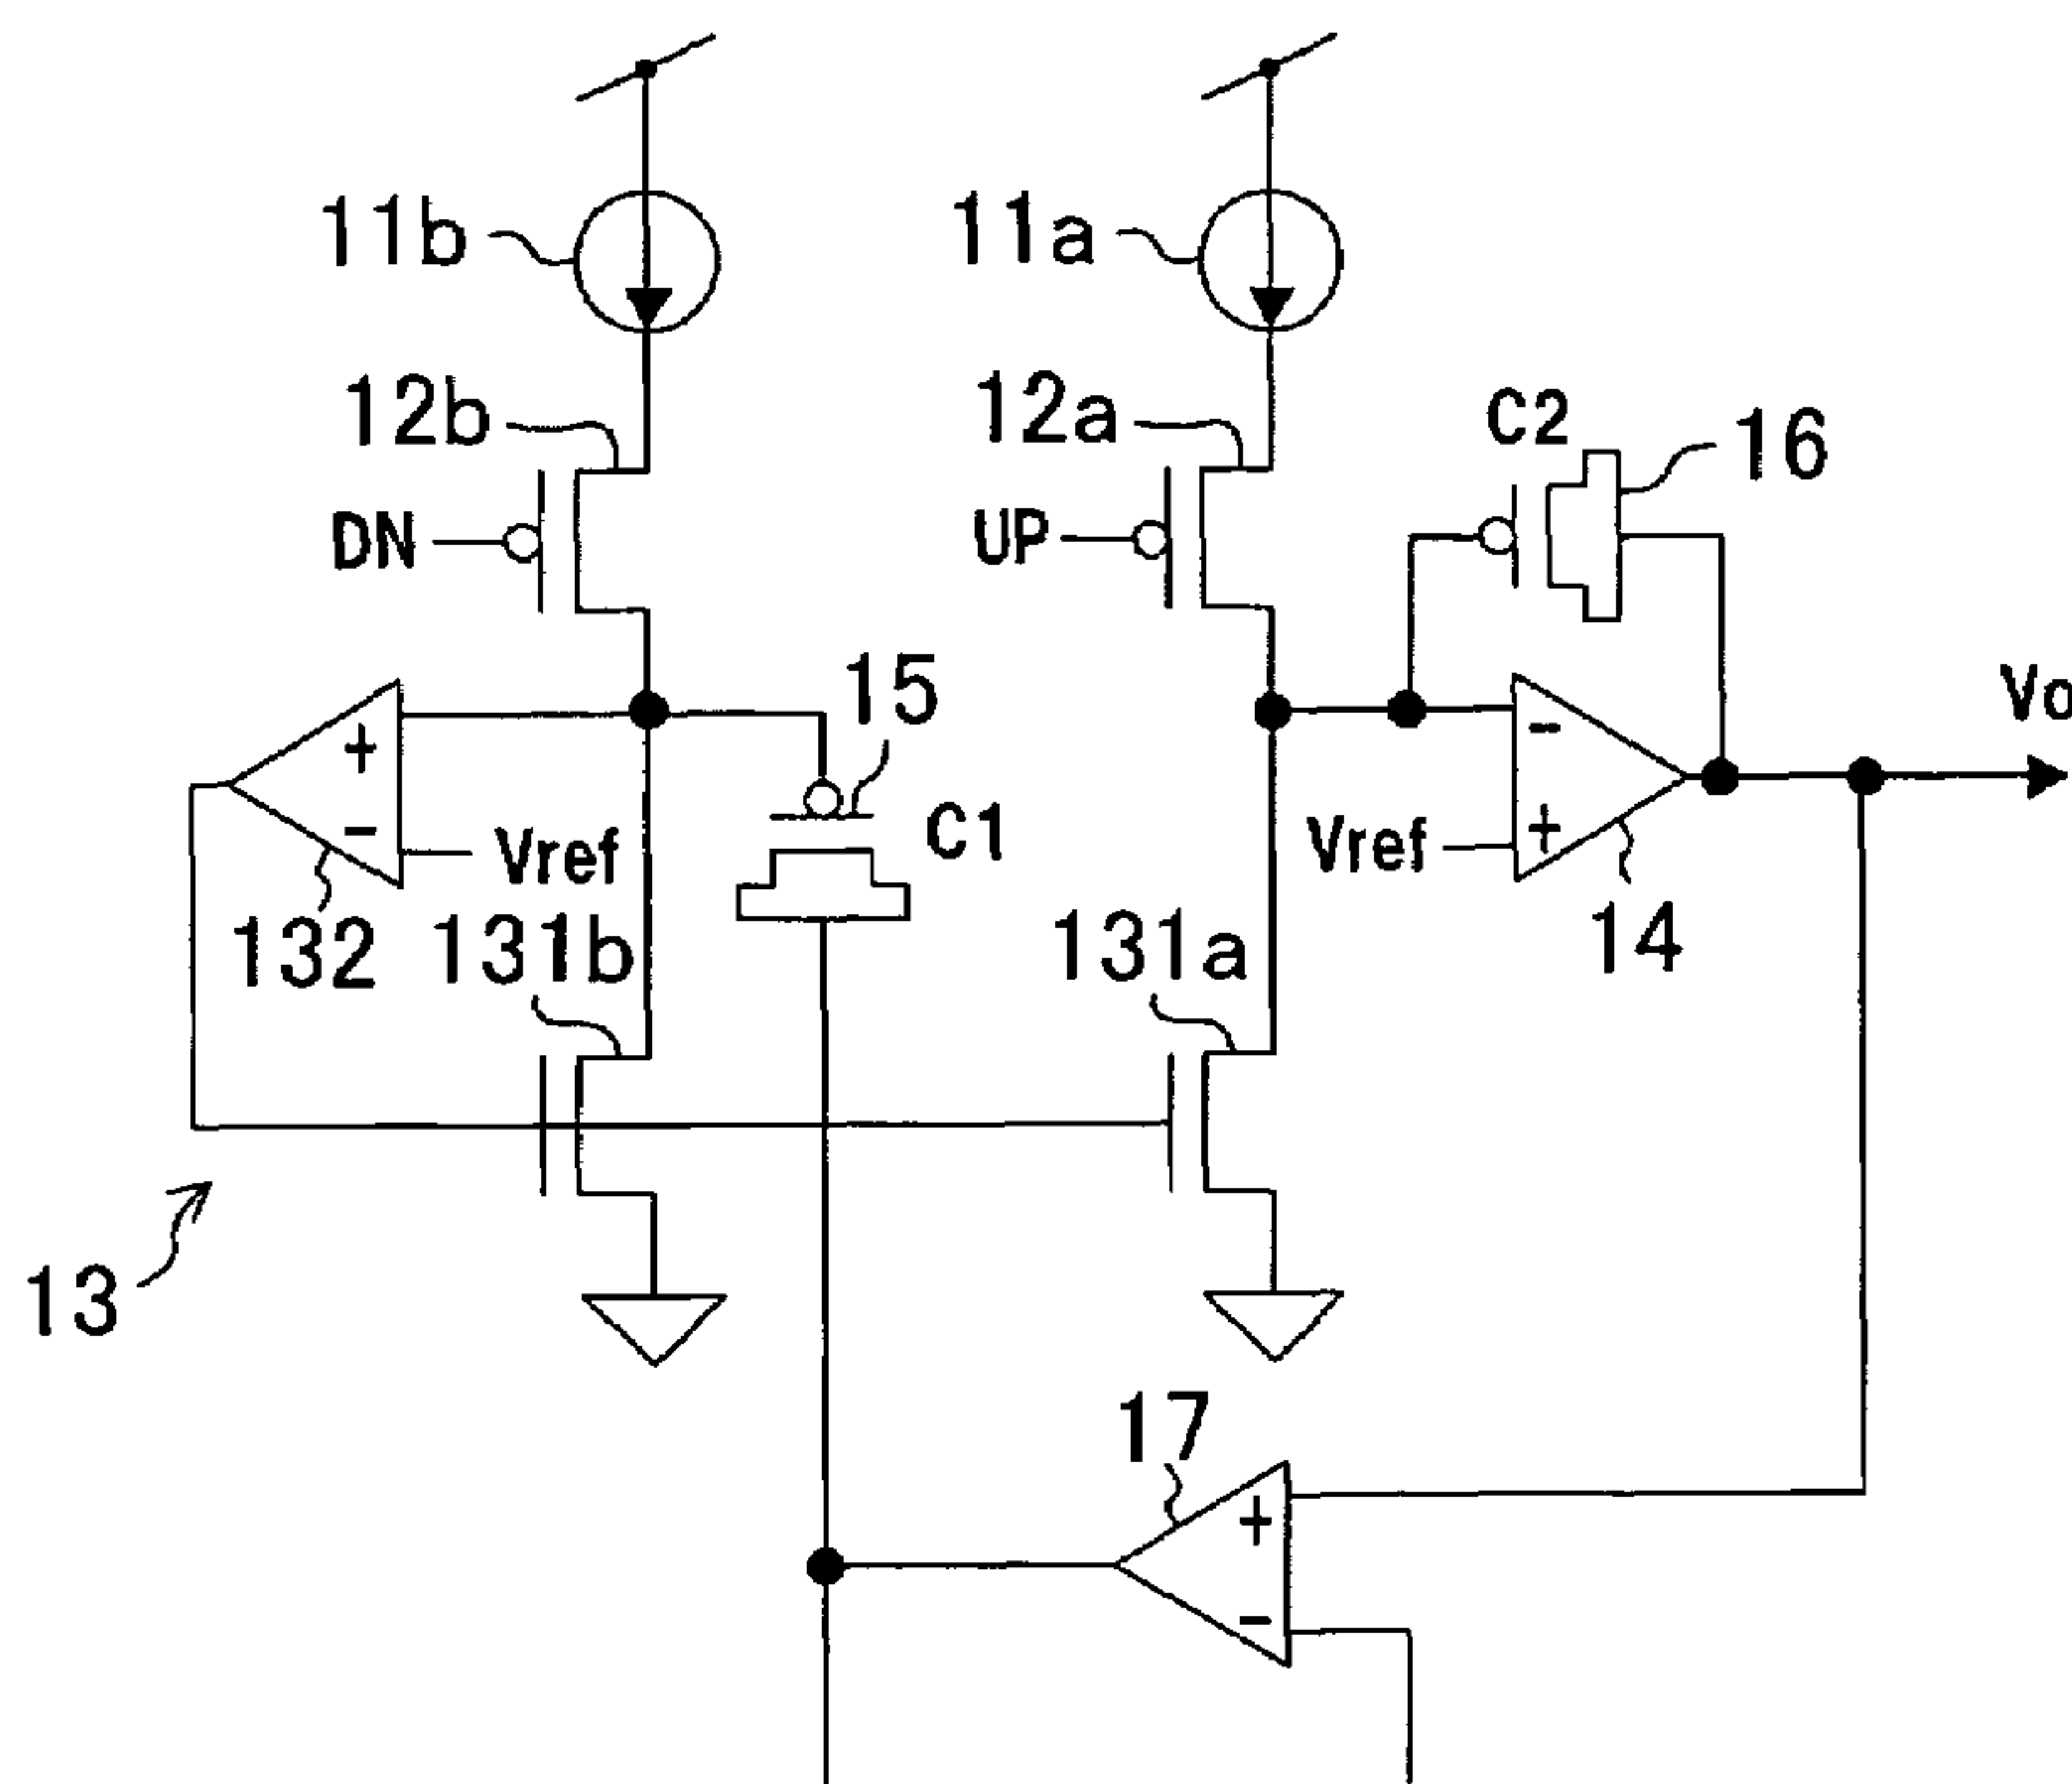 11b
11a
12b
12a
C2
16
DN
UP
15
Vo
+
-
C1
-
Vref
Vref
+
132
131b
131a
14
13
17
+
-